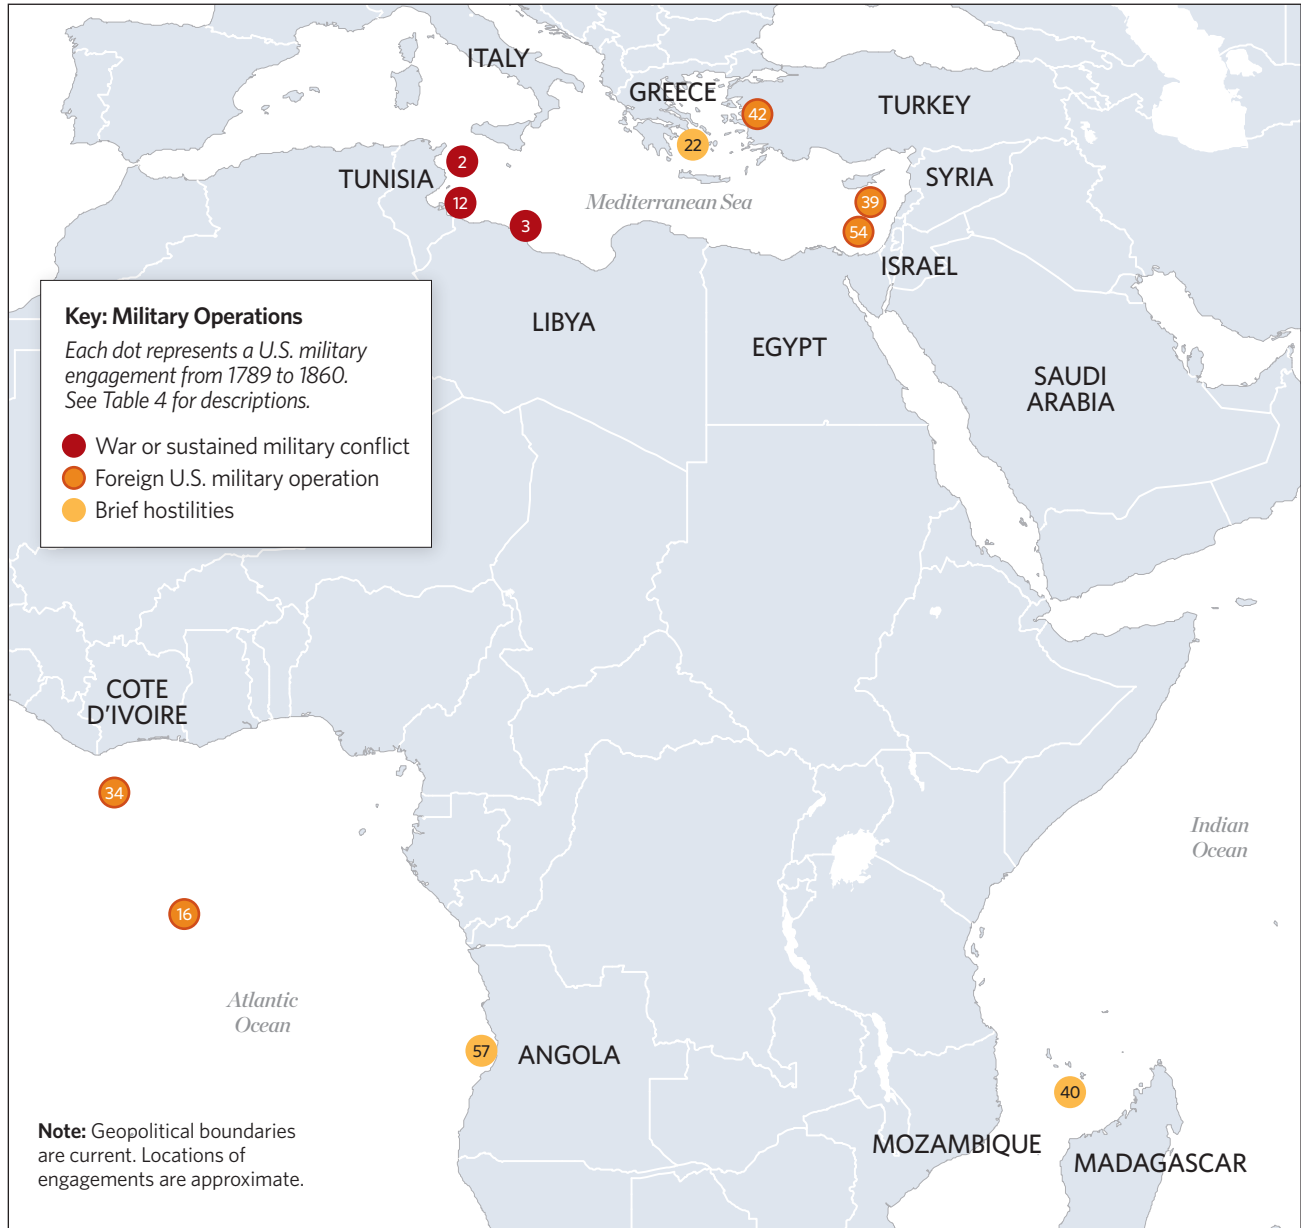 ITALY
GREECE
TURKEY
42
22
2
TUNISIA
SYRIA
12
Mediterranean Sea
39
3
54
ISRAEL
Key: Military Operations
Each dot represents a U.S. military
engagement from 1789 to 1860.
See Table 4 for descriptions.
War or sustained military conflict
Foreign U.S. military operation
Brief hostilities
LIBYA
EGYPT
SAUDI
ARABIA
COTE
D'IVOIRE
34
Indian
Ocean
16
Atlantic
Ocean
57
ANGOLA
40
Note: Geopolitical boundaries
are current. Locations of
engagements are approximate.
MOZAMBIQUE
MADAGASCAR